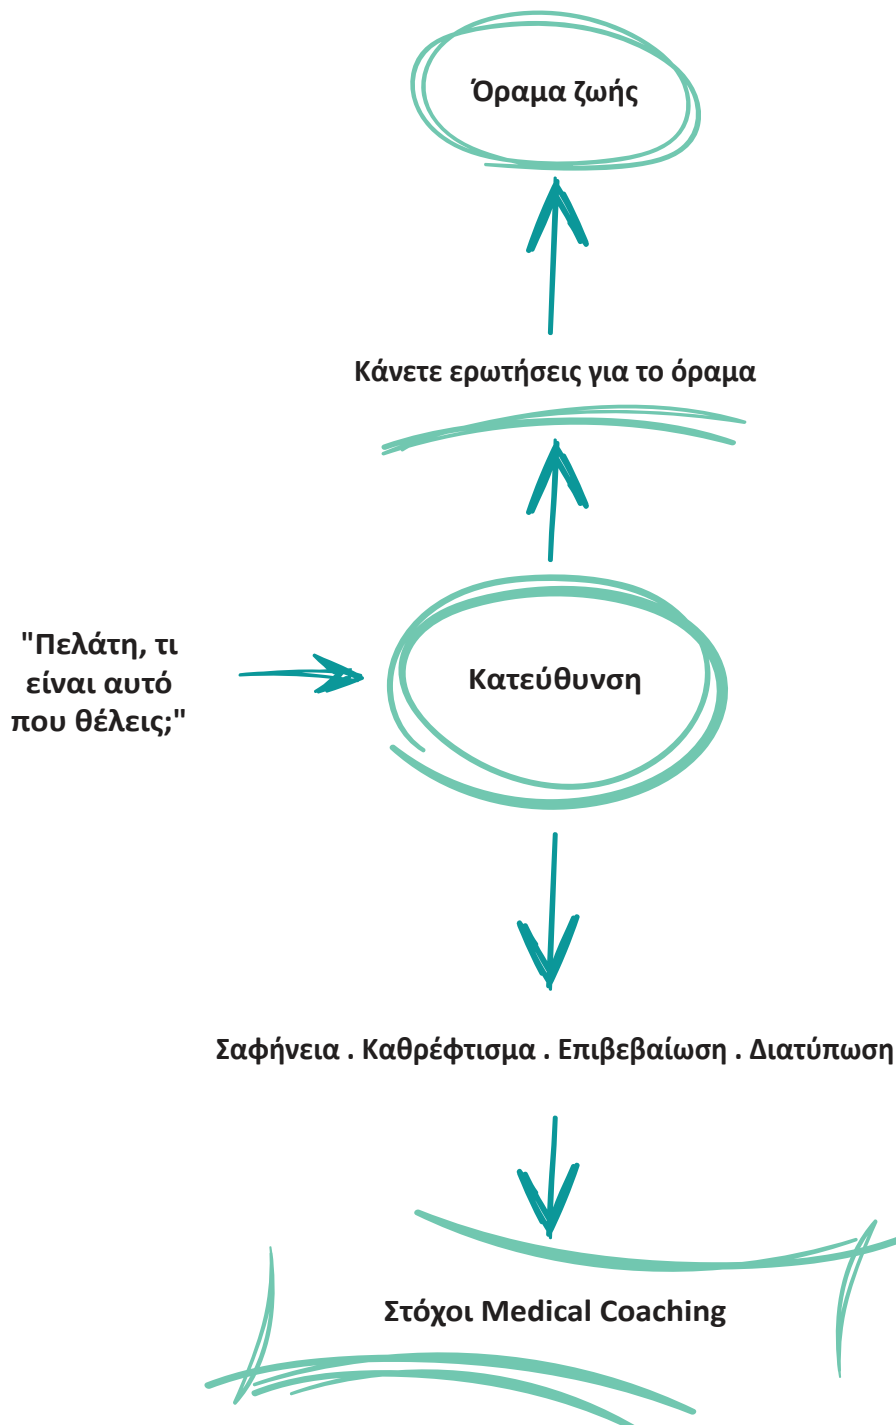 Όραμα ζωής
Κάνετε ερωτήσεις για το όραμα
"Πελάτη, τι
είναι αυτό
που θέλεις;"
Κατεύθυνση
Σαφήνεια . Καθρέφτισμα . Επιβεβαίωση . Διατύπωση
Στόχοι Medical Coaching